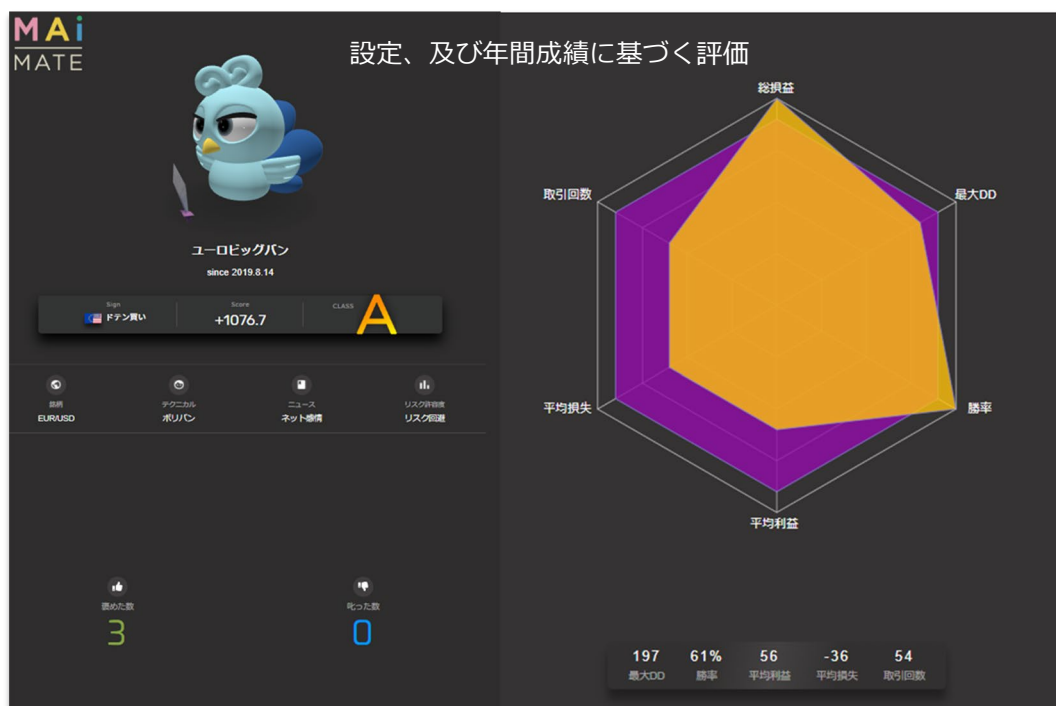 MAi
MATE
設定、及び年間成績に基づく評価
ユーロビッグバン
since 2019.8.14
Sign
ドテン買い
Score
+1076.7
CLASS
A
銘柄
EUR/USD
テクニカル
ボリバン
ニュース
ネット感情
リスク許容度
リスク回避
褒めた数
3
叱った数
0
総損益
取引回数
最大DD
平均損失
勝率
平均利益
197 61% 56 -36 54
最大DD 勝率 平均利益 平均損失 取引回数